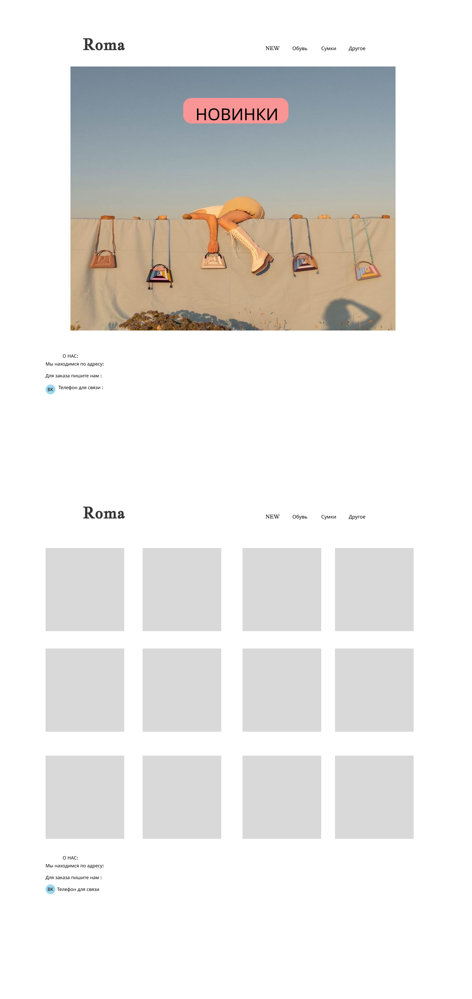 Roma
NEW Обувь Сумки Другое
НОВИНКИ
О НАС:
Мы находимся по адресу:
Для заказа пишите нам :
ВК Телефон для связи :
Roma
NEW Обувь Сумки Другое
О НАС:
Мы находимся по адресу:
Для заказа пишите нам :
ВК Телефон для связи